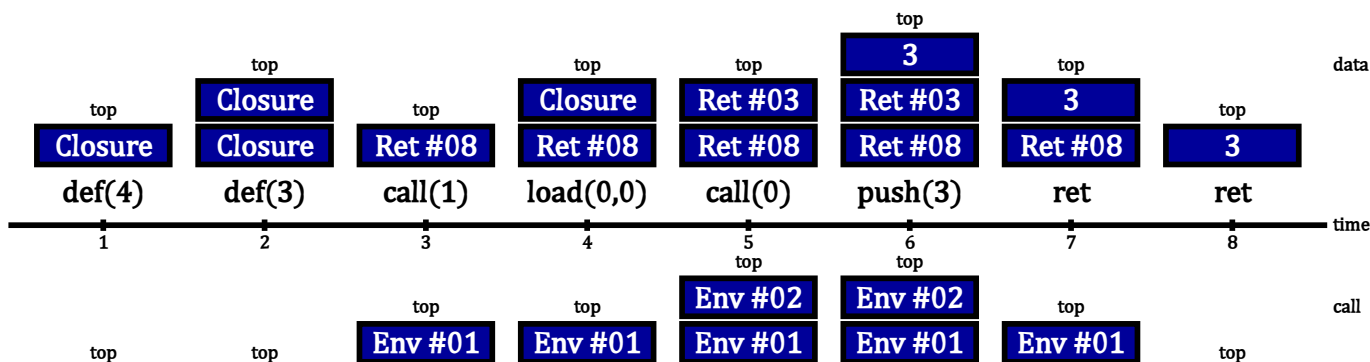 top
3
top top top top data
Closure Closure Ret #03 Ret #03 3
top top top
Closure Closure Ret #08 Ret #08 Ret #08 Ret #08 Ret #08 3
def(4) def(3) call(1) load(0,0) call(0) push(3) ret ret
time
1 2 3 4 5 6 7 8
top top
Env #02 Env #02 call
top top top
Env #01 Env #01 Env #01 Env #01 Env #01
top top top